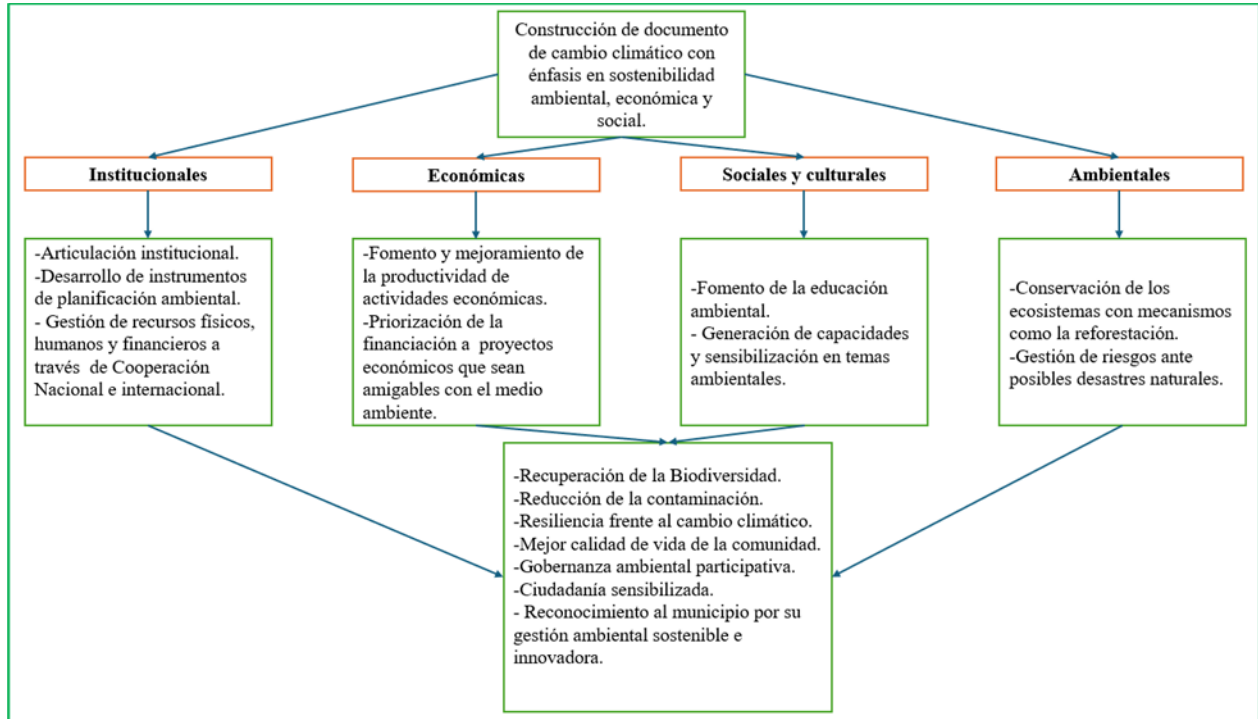 Construcción de documento
de cambio climático con
énfasis en sostenibilidad
ambiental, económica y
social.
Institucionales
Económicas
Sociales y culturales
Ambientales
-Articulación institucional.
-Desarrollo de instrumentos
de planificación ambiental.
- Gestión de recursos físicos,
humanos y financieros a
través de Cooperación
Nacional e internacional.
-Fomento y mejoramiento de
la productividad de
actividades económicas.
-Priorización de la
financiación a proyectos
económicos que sean
amigables con el medio
ambiente.
-Fomento de la educación
ambiental.
- Generación de capacidades
y sensibilización en temas
ambientales.
-Conservación de los
ecosistemas con mecanismos
como la reforestación.
-Gestión de riesgos ante
posibles desastres naturales.
-Recuperación de la Biodiversidad.
-Reducción de la contaminación.
-Resiliencia frente al cambio climático.
-Mejor calidad de vida de la comunidad.
-Gobernanza ambiental participativa.
-Ciudadanía sensibilizada.
- Reconocimiento al municipio por su
gestión ambiental sostenible e
innovadora.